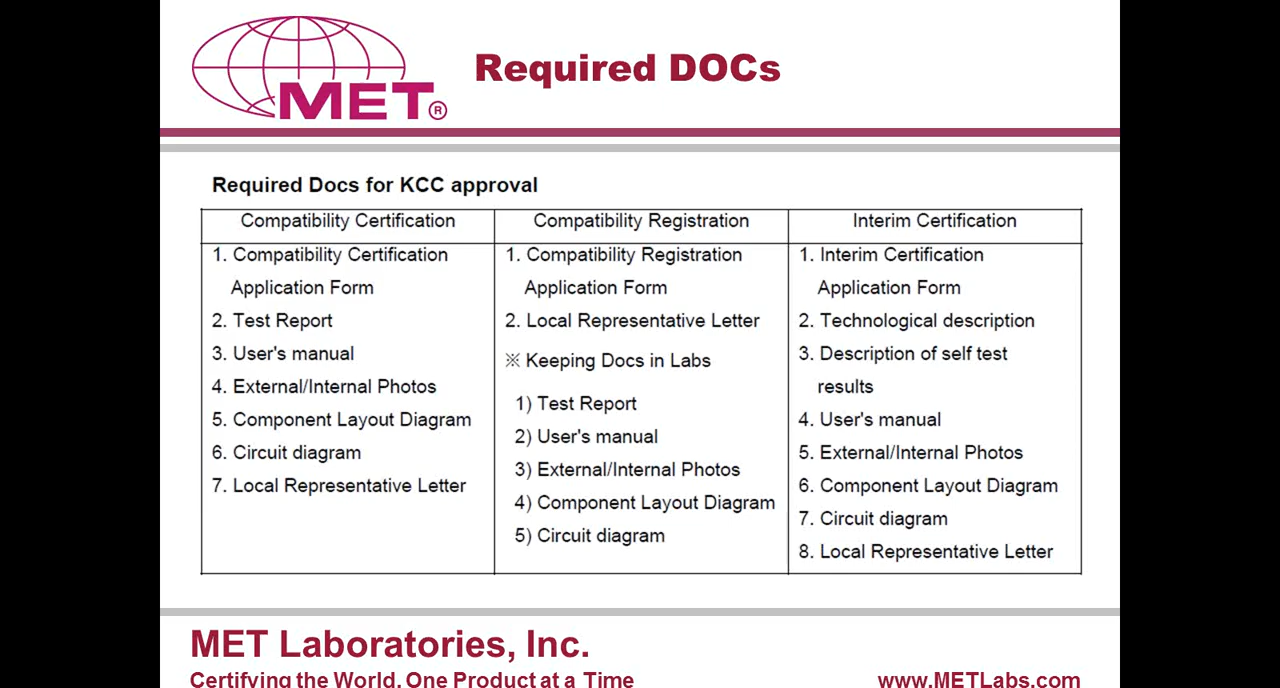 MET®
Required DOCs
Required Docs for KCC approval
Compatibility Certification
Compatibility Registration
Interim Certification
1. Compatibility Certification
Application Form
2. Test Report
3. User's manual
4. External/Internal Photos
5. Component Layout Diagram
6. Circuit diagram
7. Local Representative Letter
1. Compatibility Registration
Application Form
2. Local Representative Letter
※ Keeping Docs in Labs
1) Test Report
2) User's manual
3) External/Internal Photos
4) Component Layout Diagram
5) Circuit diagram
1. Interim Certification
Application Form
2. Technological description
3. Description of self test
results
4. User's manual
5. External/Internal Photos
6. Component Layout Diagram
7. Circuit diagram
8. Local Representative Letter
MET Laboratories, Inc.
Certifying the World, One Product at a Time
www.METLabs.com